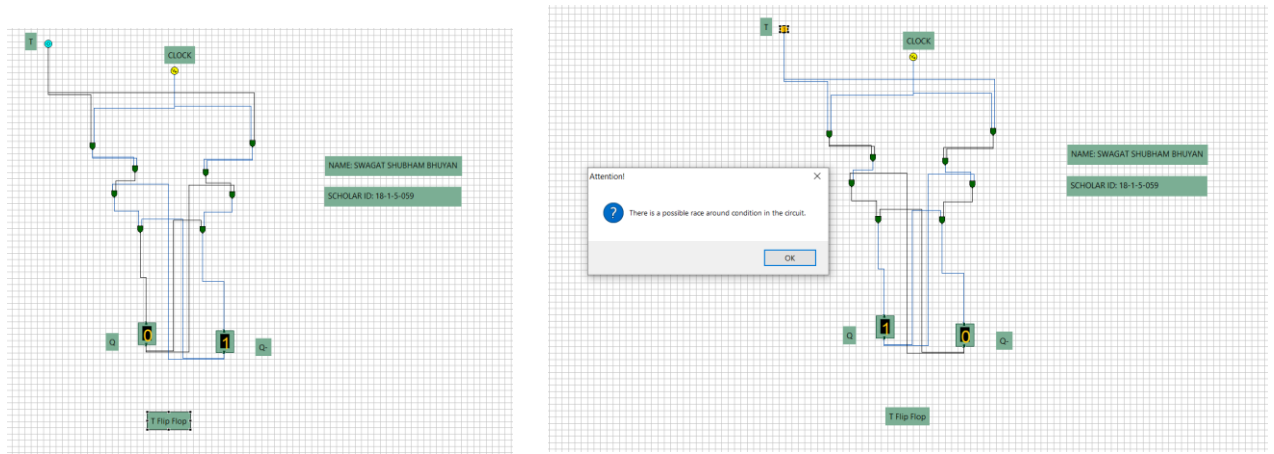 T
CLOCK
NAME: SWAGAT SHUBHAM BHUYAN
SCHOLAR ID: 18-1-5-059
0
1
Q
Q-
T Flip Flop
T
CLOCK
NAME: SWAGAT SHUBHAM BHUYAN
Attention!
SCHOLAR ID: 18-1-5-059
?
There is a possible race around condition in the circuit.
OK
1
0
Q
Q-
T Flip Flop